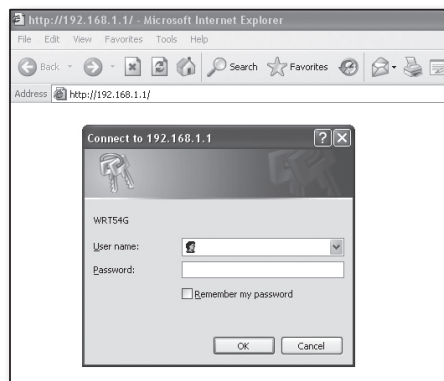 http://192.168.1.1/ - Microsoft Internet Explorer
File Edit View Favorites Tools Help
Back Search Favorites
Address http://192.168.1.1/
Connect to 192.168.1.1
WRT54G
User name:
Password:
Remember my password
OK Cancel